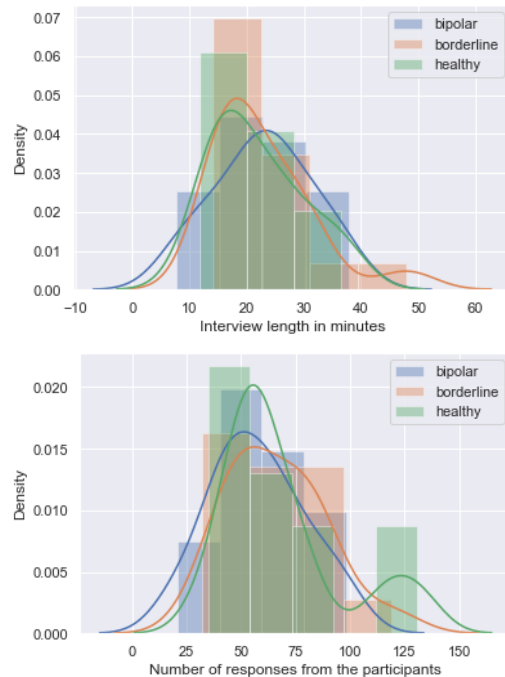 0.07
0.06
0.05
0.04
0.03
0.02
0.01
0.00
Density
bipolar
borderline
healthy
−10 0 10 20 30 40 50 60
Interview length in minutes
0.020
0.015
0.010
0.005
0.000
Density
bipolar
borderline
healthy
0 25 50 75 100 125 150
Number of responses from the participants